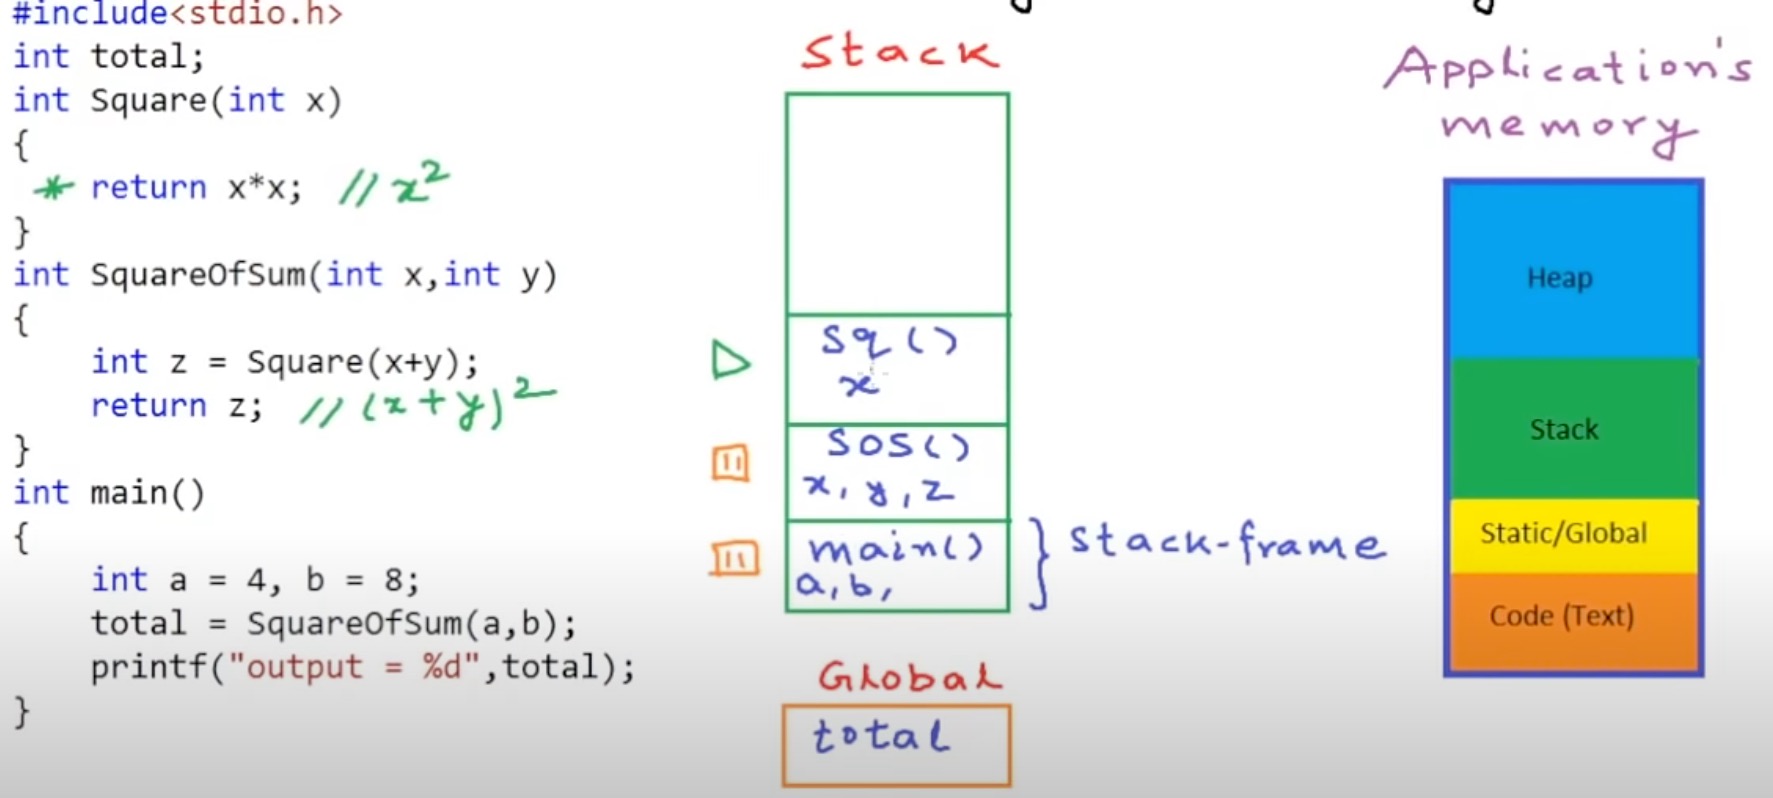 #include<stdio.h>
int total;
int Square(int x)
{
* return x*x; //x²
}
int SquareOfSum(int x,int y)
{
int z = Square(x+y);
return z; //(x+y)²
}
int main()
{
int a = 4, b = 8;
total = SquareOfSum(a,b);
printf("output = %d",total);
}
Stack
Sq()
x
SOS()
x, y, z
main()
a, b,
} Stack-frame
Global
total
Application's
memory
Heap
Stack
Static/Global
Code (Text)